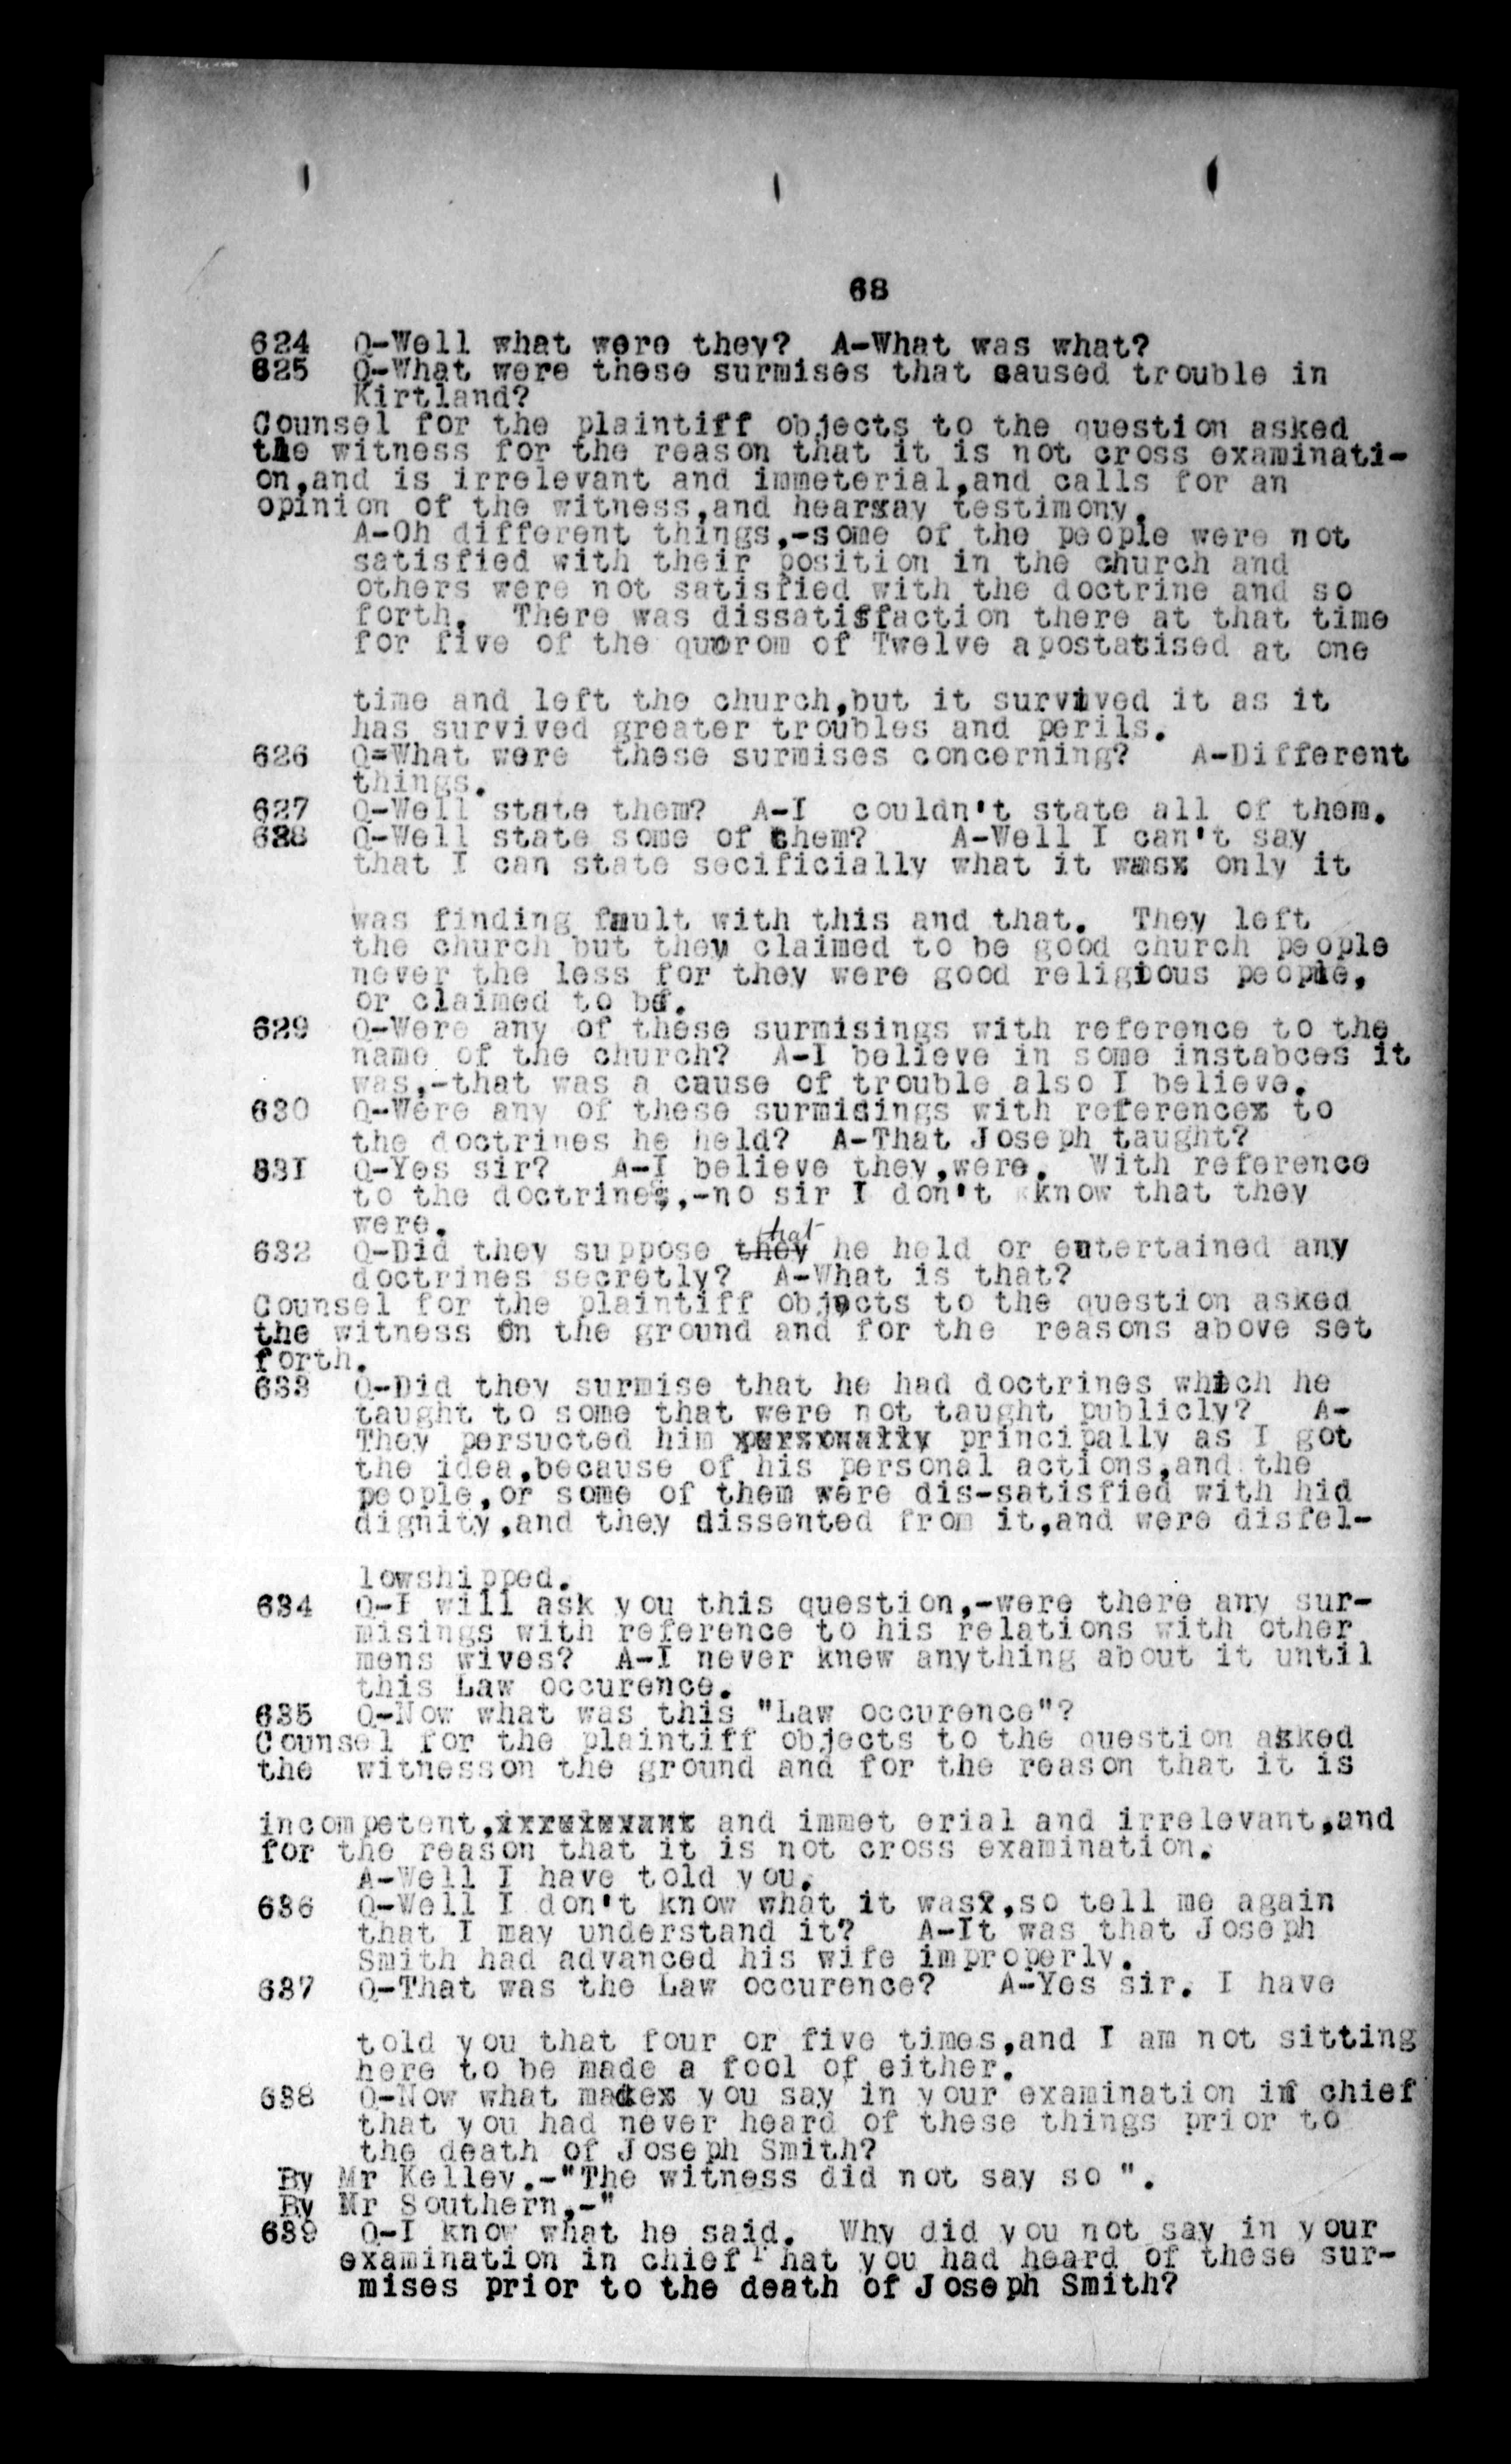 68
624 Q-Well what were they? A-What was what?
625 Q-What were these surmises that caused trouble in
Kirtland?
Counsel for the plaintiff objects to the question asked
the witness for the reason that it is not cross examinati-
on,and is irrelevant and immeterial,and calls for an
opinion of the witness,and hearsay testimony.
A-Oh different things,-some of the people were not
satisfied with their position in the church and
others were not satisfied with the doctrine and so
forth. There was dissatisfaction there at that time
for five of the quorom of Twelve apostatised at one
time and left the church,but it survived it as it
has survived greater troubles and perils.
626 Q=What were these surmises concerning? A-Different
things.
627 Q-Well state them? A-I couldn't state all of them.
628 Q-Well state some of them? A-Well I can't say
that I can state secificially what it wasx only it
was finding fault with this and that. They left
the church but they claimed to be good church people
never the less for they were good religious people,
or claimed to be.
629 Q-Were any of these surmisings with reference to the
name of the church? A-I believe in some instabces it
was,-that was a cause of trouble also I believe.
630 Q-Were any of these surmisings with referencex to
the doctrines he held? A-That Joseph taught?
631 Q-Yes sir? A-I believe they,were. With reference
to the doctrines,-no sir I don't know that they
were.
632 Q-Did they suppose they that he held or entertained any
doctrines secretly? A-What is that?
Counsel for the plaintiff objects to the question asked
the witness on the ground and for the reasons above set
forth.
633 Q-Did they surmise that he had doctrines which he
taught to some that were not taught publicly? A-
They persucted him personally principally as I got
the idea,because of his personal actions,and the
people,or some of them were dis-satisfied with hid
dignity,and they dissented from it,and were disfel-
lowshipped.
634 Q-I will ask you this question,-were there any sur-
misings with reference to his relations with other
mens wives? A-I never knew anything about it until
this Law occurence.
635 Q-Now what was this "Law occurence"?
Counsel for the plaintiff objects to the question asked
the witnesson the ground and for the reason that it is
incompetent, and immet erial and irrelevant,and
for the reason that it is not cross examination.
A-Well I have told you.
636 Q-Well I don't know what it wasx,so tell me again
that I may understand it? A-It was that Joseph
Smith had advanced his wife improperly.
637 Q-That was the Law occurence? A-Yes sir. I have
told you that four or five times,and I am not sitting
here to be made a fool of either.
638 Q-Now what makes you say in your examination in chief
that you had never heard of these things prior to
the death of Joseph Smith?
By Mr Kelley.-"The witness did not say so ".
By Mr Southern,-"
639 Q-I know what he said. Why did you not say in your
examination in chief that you had heard of these sur-
mises prior to the death of Joseph Smith?